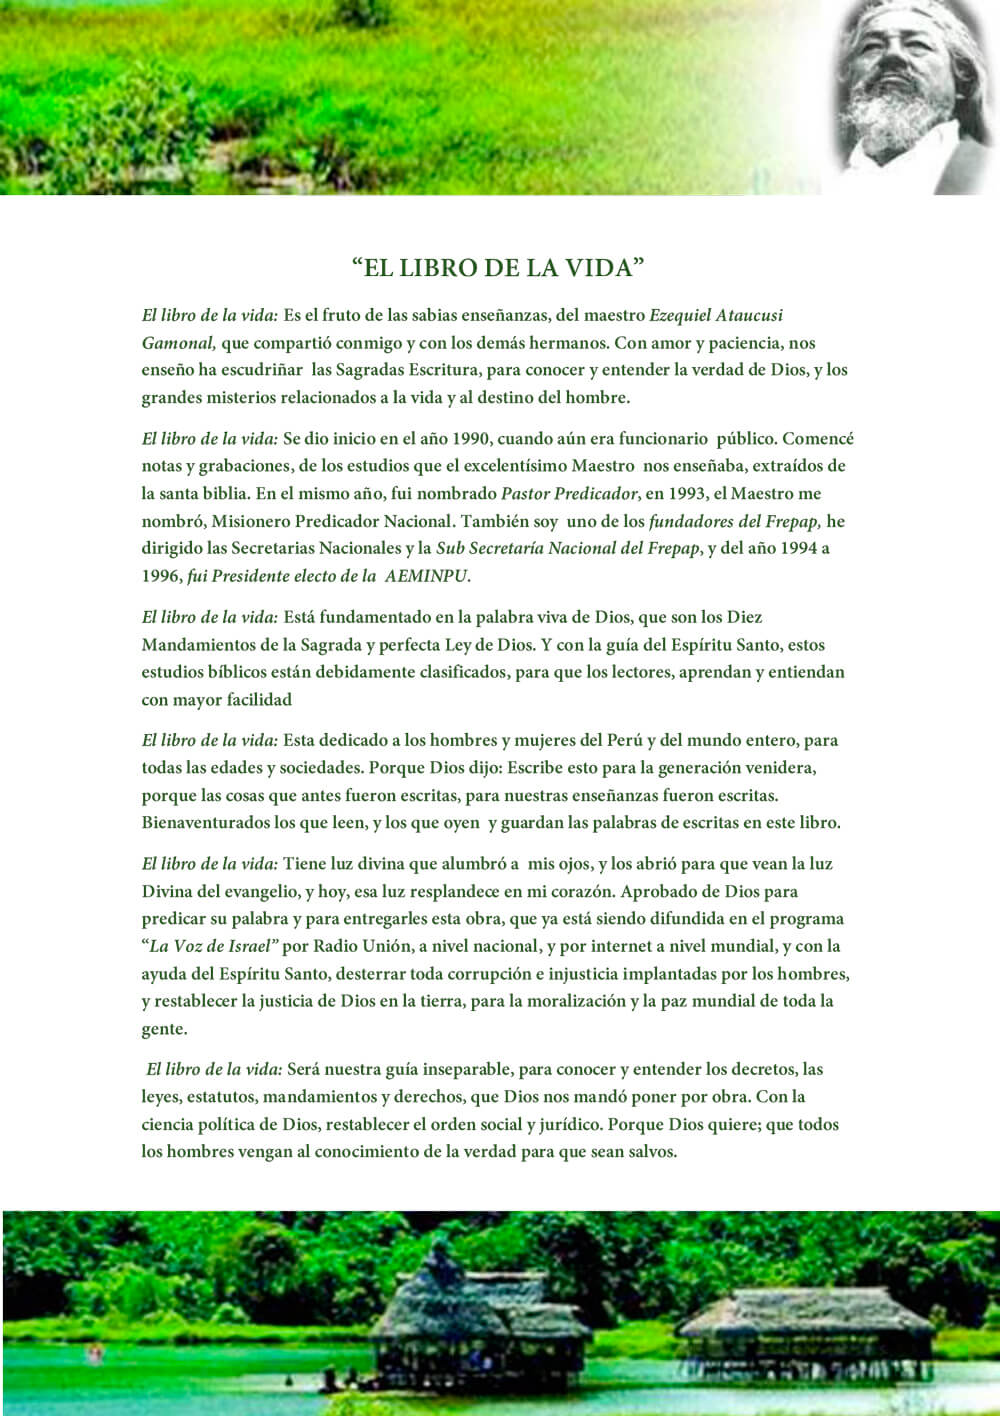 “EL LIBRO DE LA VIDA”
El libro de la vida: Es el fruto de las sabias enseñanzas, del maestro Ezequiel Ataucusi
Gamonal, que compartió conmigo y con los demás hermanos. Con amor y paciencia, nos
enseño ha escudriñar las Sagradas Escritura, para conocer y entender la verdad de Dios, y los
grandes misterios relacionados a la vida y al destino del hombre.
El libro de la vida: Se dio inicio en el año 1990, cuando aún era funcionario público. Comencé
notas y grabaciones, de los estudios que el excelentísimo Maestro nos enseñaba, extraídos de
la santa biblia. En el mismo año, fui nombrado Pastor Predicador, en 1993, el Maestro me
nombró, Misionero Predicador Nacional. También soy uno de los fundadores del Frepap, he
dirigido las Secretarias Nacionales y la Sub Secretaría Nacional del Frepap, y del año 1994 a
1996, fui Presidente electo de la AEMINPU.
El libro de la vida: Está fundamentado en la palabra viva de Dios, que son los Diez
Mandamientos de la Sagrada y perfecta Ley de Dios. Y con la guía del Espíritu Santo, estos
estudios bíblicos están debidamente clasificados, para que los lectores, aprendan y entiendan
con mayor facilidad
El libro de la vida: Esta dedicado a los hombres y mujeres del Perú y del mundo entero, para
todas las edades y sociedades. Porque Dios dijo: Escribe esto para la generación venidera,
porque las cosas que antes fueron escritas, para nuestras enseñanzas fueron escritas.
Bienaventurados los que leen, y los que oyen y guardan las palabras de escritas en este libro.
El libro de la vida: Tiene luz divina que alumbró a mis ojos, y los abrió para que vean la luz
Divina del evangelio, y hoy, esa luz resplandece en mi corazón. Aprobado de Dios para
predicar su palabra y para entregarles esta obra, que ya está siendo difundida en el programa
“La Voz de Israel” por Radio Unión, a nivel nacional, y por internet a nivel mundial, y con la
ayuda del Espíritu Santo, desterrar toda corrupción e injusticia implantadas por los hombres,
y restablecer la justicia de Dios en la tierra, para la moralización y la paz mundial de toda la
gente.
El libro de la vida: Será nuestra guía inseparable, para conocer y entender los decretos, las
leyes, estatutos, mandamientos y derechos, que Dios nos mandó poner por obra. Con la
ciencia política de Dios, restablecer el orden social y jurídico. Porque Dios quiere; que todos
los hombres vengan al conocimiento de la verdad para que sean salvos.